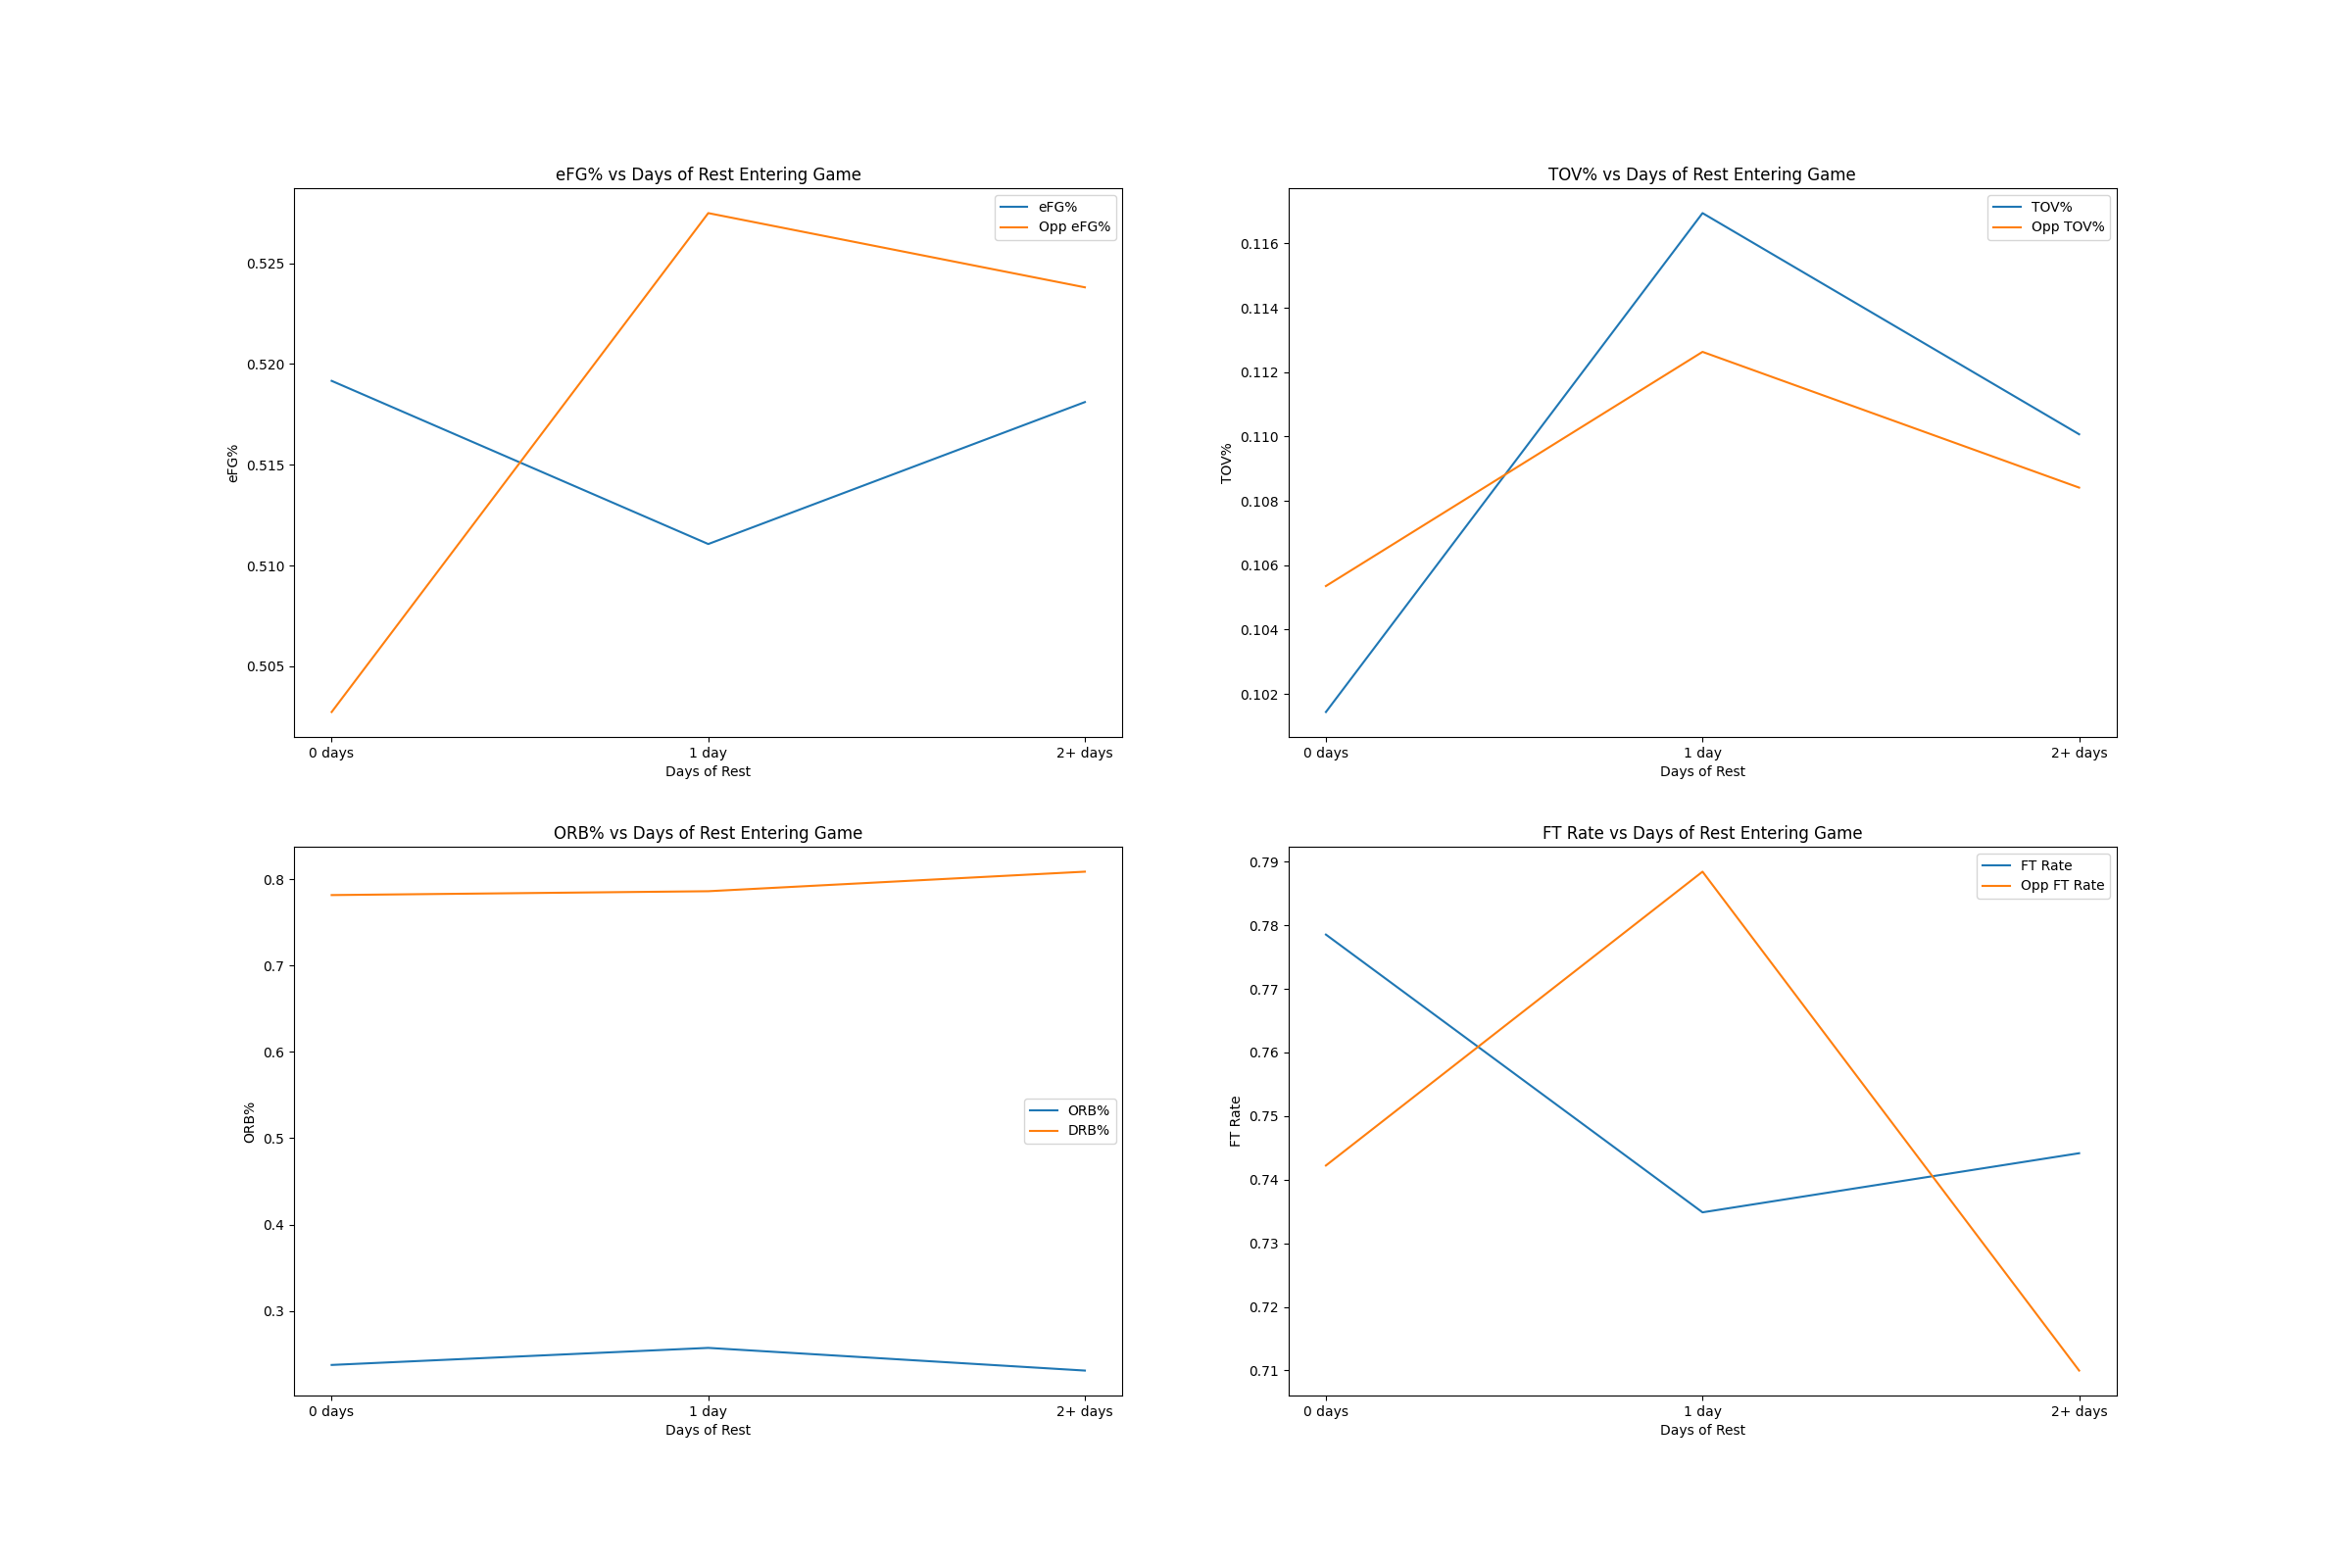 eFG% vs Days of Rest Entering Game
eFG%
Opp eFG%
0.525
0.520
0.515
0.510
0.505
eFG%
0 days
1 day
2+ days
Days of Rest
TOV% vs Days of Rest Entering Game
TOV%
Opp TOV%
0.116
0.114
0.112
0.110
0.108
0.106
0.104
0.102
TOV%
0 days
1 day
2+ days
Days of Rest
ORB% vs Days of Rest Entering Game
0.8
0.7
0.6
0.5
0.4
0.3
ORB%
ORB%
DRB%
0 days
1 day
2+ days
Days of Rest
FT Rate vs Days of Rest Entering Game
FT Rate
Opp FT Rate
0.79
0.78
0.77
0.76
0.75
0.74
0.73
0.72
0.71
FT Rate
0 days
1 day
2+ days
Days of Rest